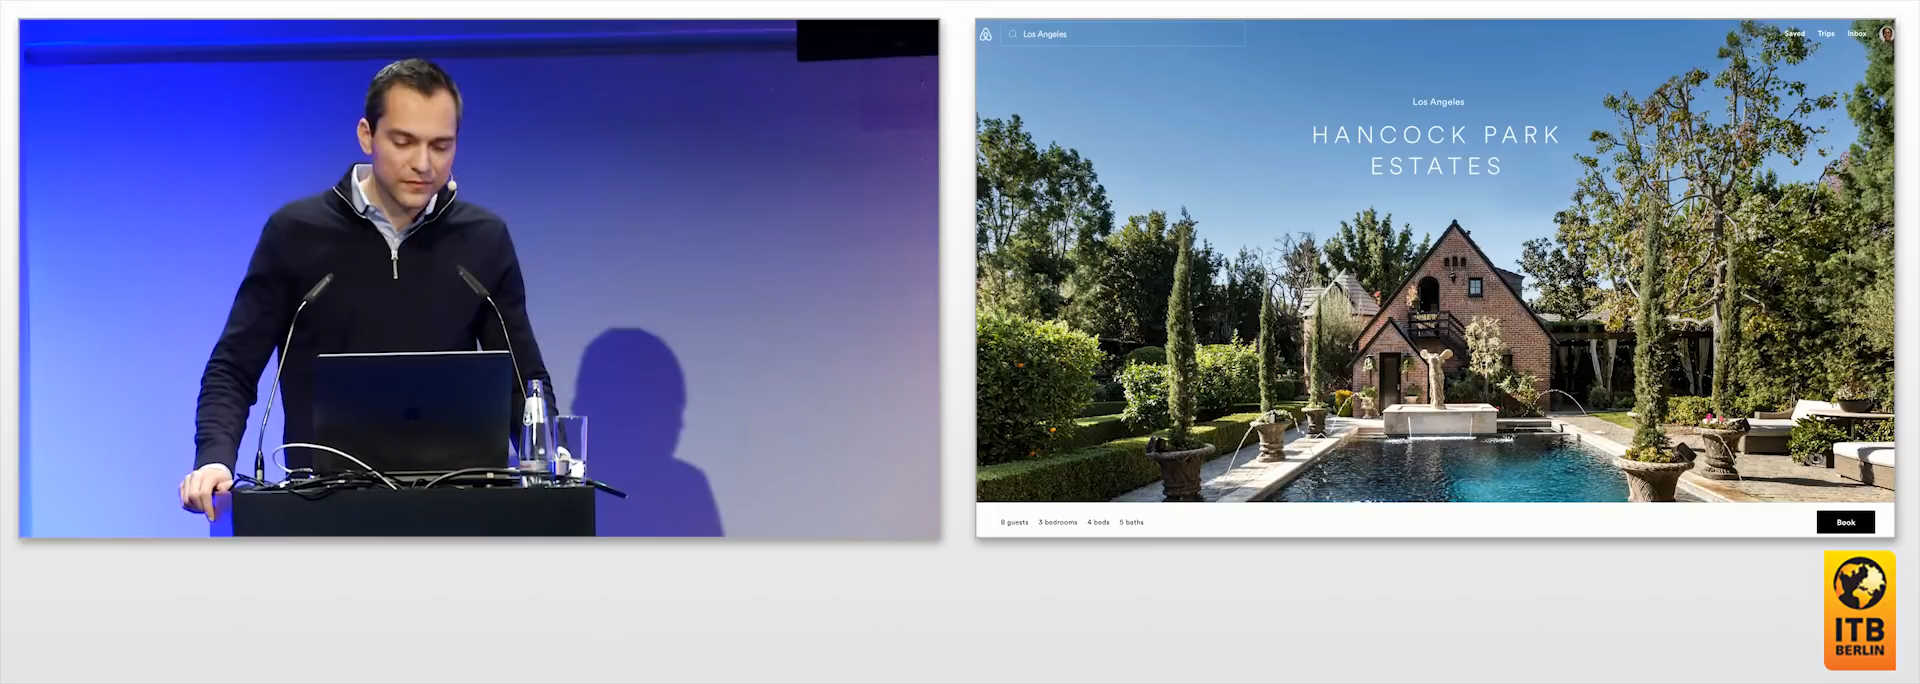 Los Angeles
Saved Trips Inbox
Los Angeles
HANCOCK PARK
ESTATES
8 guests 3 bedrooms 4 beds 5 baths
Book
ITB
BERLIN